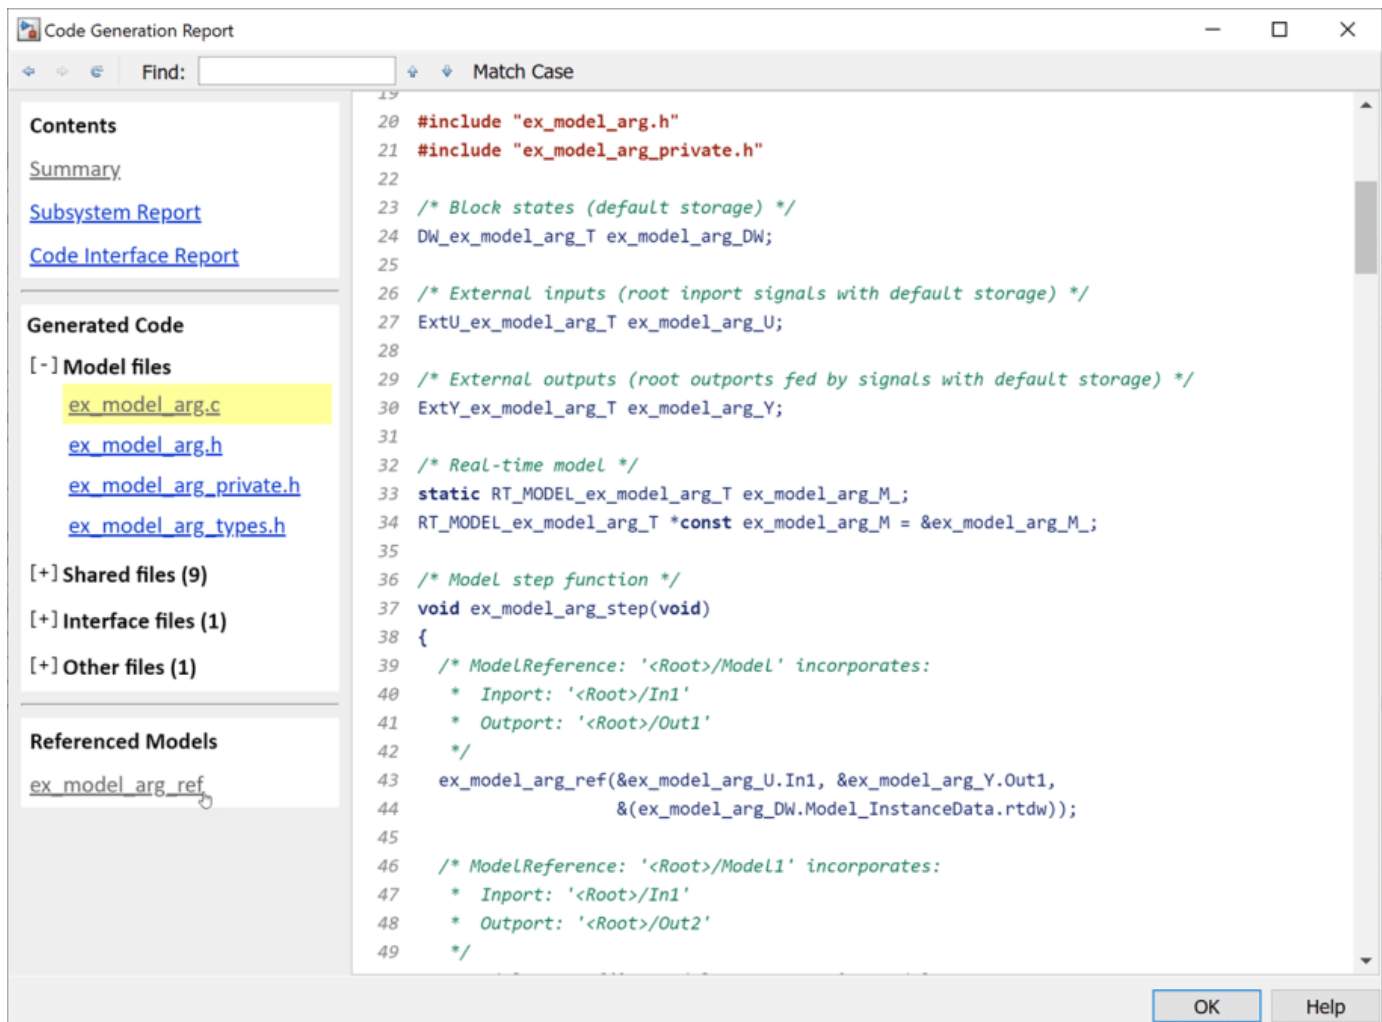 Code Generation Report
Find:
Match Case
Contents
Summary
Subsystem Report
Code Interface Report
Generated Code
[-] Model files
ex_model_arg.c
ex_model_arg.h
ex_model_arg_private.h
ex_model_arg_types.h
[+] Shared files (9)
[+] Interface files (1)
[+] Other files (1)
Referenced Models
ex_model_arg_ref
19
20 #include "ex_model_arg.h"
21 #include "ex_model_arg_private.h"
22
23 /* Block states (default storage) */
24 DW_ex_model_arg_T ex_model_arg_DW;
25
26 /* External inputs (root inport signals with default storage) */
27 ExtU_ex_model_arg_T ex_model_arg_U;
28
29 /* External outputs (root outports fed by signals with default storage) */
30 ExtY_ex_model_arg_T ex_model_arg_Y;
31
32 /* Real-time model */
33 static RT_MODEL_ex_model_arg_T ex_model_arg_M_;
34 RT_MODEL_ex_model_arg_T *const ex_model_arg_M = &ex_model_arg_M_;
35
36 /* Model step function */
37 void ex_model_arg_step(void)
38 {
39 /* ModelReference: '<Root>/Model' incorporates:
40 * Inport: '<Root>/In1'
41 * Outport: '<Root>/Out1'
42 */
43 ex_model_arg_ref(&ex_model_arg_U.In1, &ex_model_arg_Y.Out1,
44 &(ex_model_arg_DW.Model_InstanceData.rtdw));
45
46 /* ModelReference: '<Root>/Model1' incorporates:
47 * Inport: '<Root>/In1'
48 * Outport: '<Root>/Out2'
49 */
OK
Help